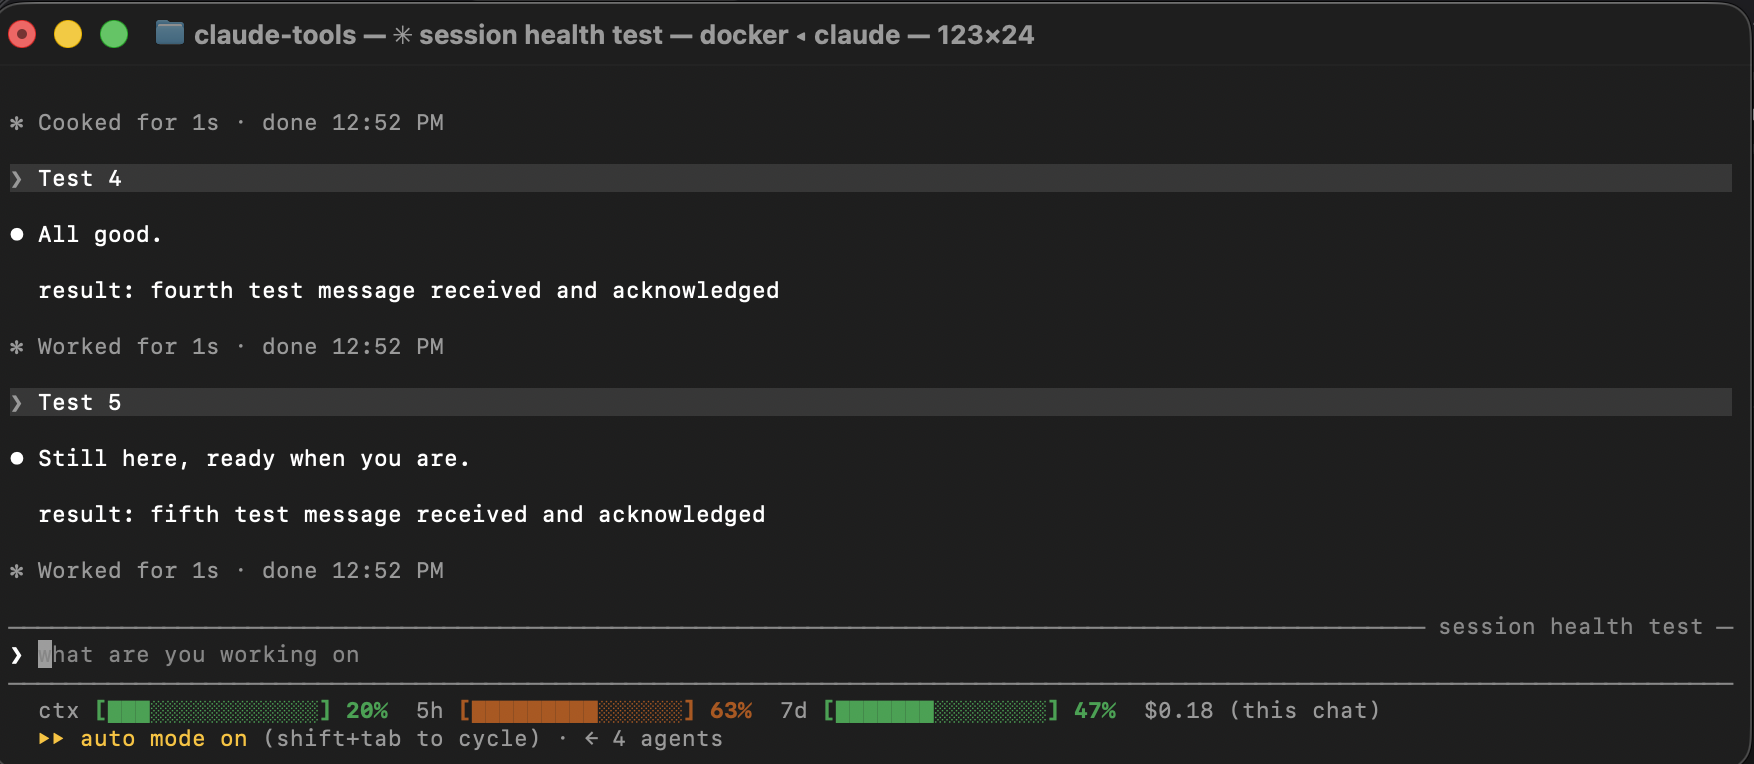 claude-tools — ✳ session health test — docker ◂ claude — 123×24
✻ Cooked for 1s · done 12:52 PM
❯ Test 4
● All good.
result: fourth test message received and acknowledged
✻ Worked for 1s · done 12:52 PM
❯ Test 5
● Still here, ready when you are.
result: fifth test message received and acknowledged
✻ Worked for 1s · done 12:52 PM
session health test
❯ what are you working on
ctx [███░░░░░░░░░░░░] 20% 5h [█████████░░░░░░] 63% 7d [███████░░░░░░░░] 47% $0.18 (this chat)
⏵⏵ auto mode on (shift+tab to cycle) · ← 4 agents